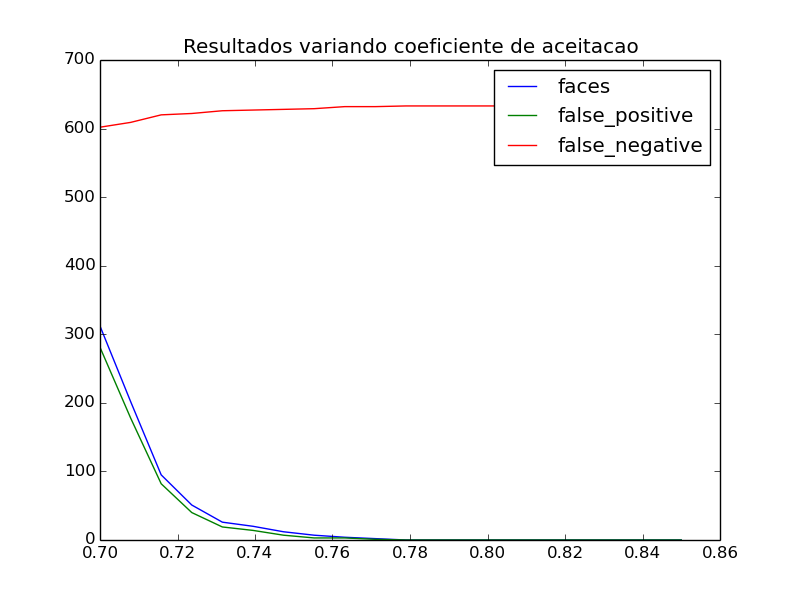 Resultados variando coeficiente de aceitacao
700
600
500
400
300
200
100
0
faces
false_positive
false_negative
0.70 0.72 0.74 0.76 0.78 0.80 0.82 0.84 0.86